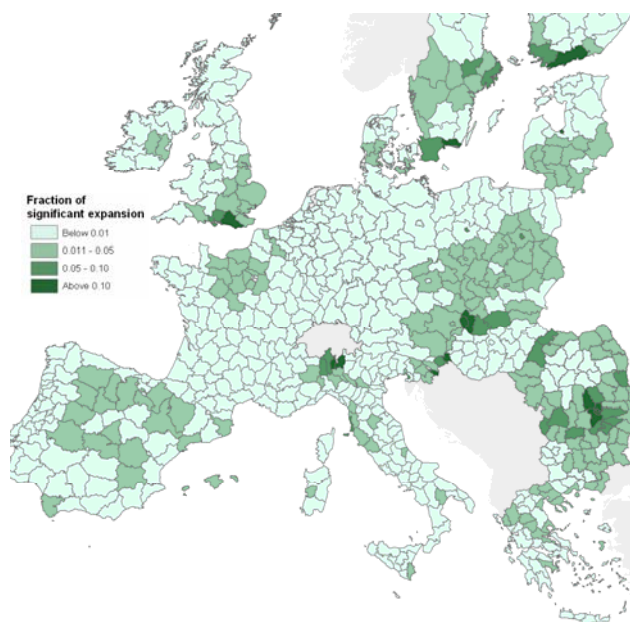 Fraction of
significant expansion
Below 0.01
0.011 - 0.05
0.05 - 0.10
Above 0.10